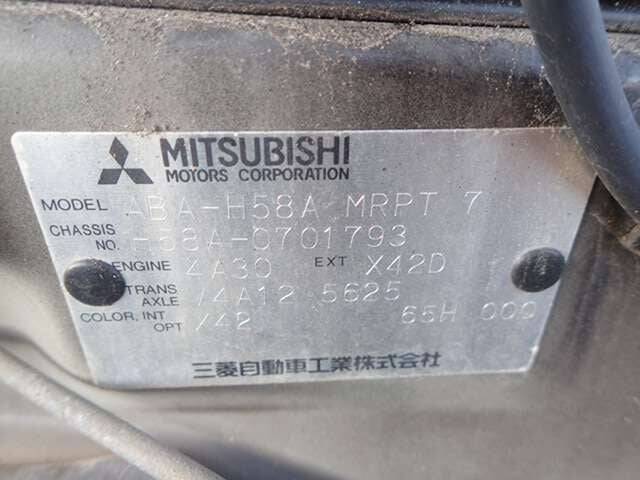 MITSUBISHI
MOTORS CORPORATION
MODEL ABA-H58A MRPT 7
CHASSIS NO. H58A-0701793
ENGINE 4A30 EXT X42D
TRANS AXLE /4A12 5625
COLOR, INT OPT /42 65H 000
三菱自動車工業株式会社